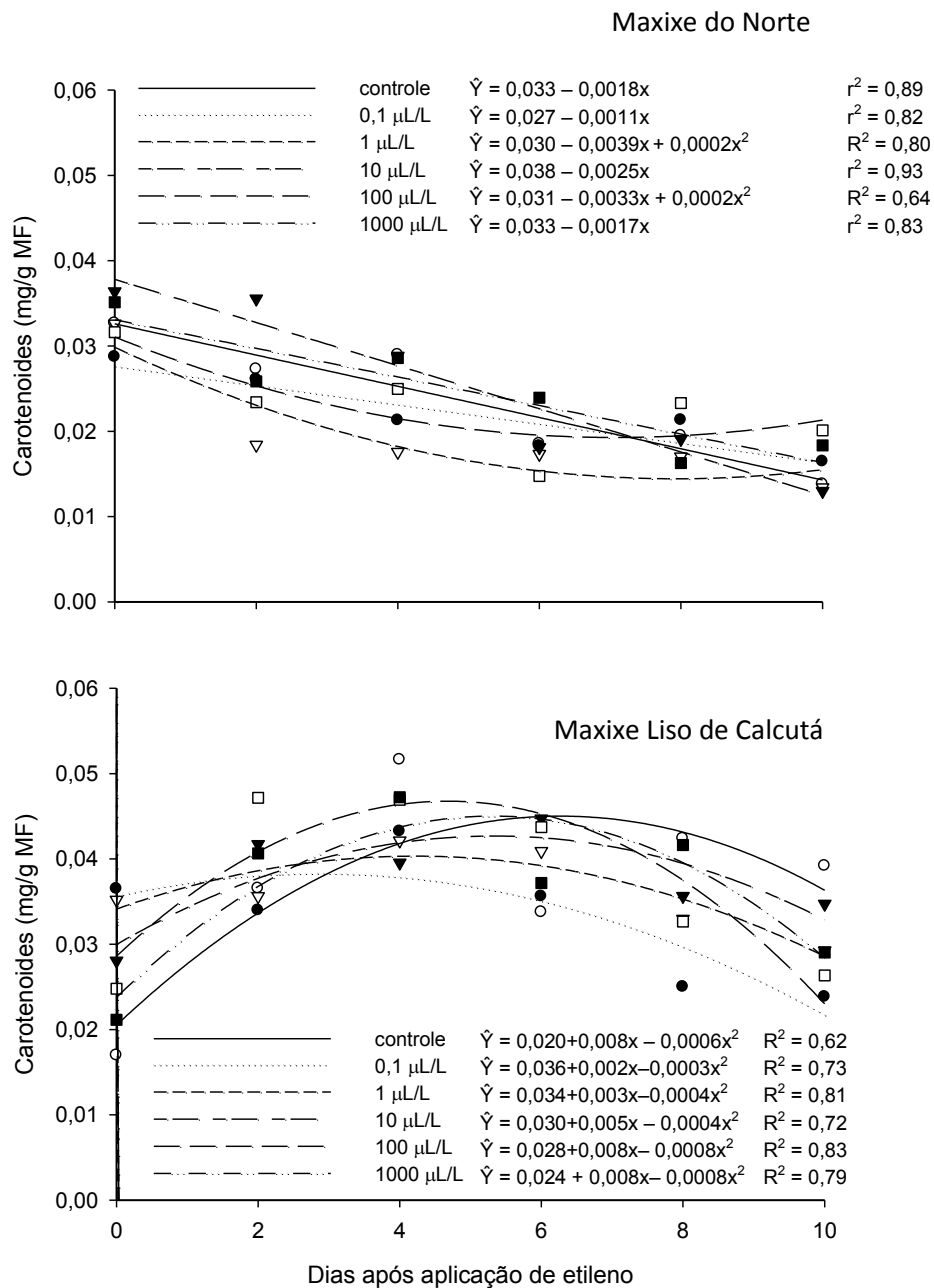 Maxixe do Norte
0,06
0,05
0,04
0,03
0,02
0,01
0.00
Carotenoides (mg/g MF)
controle Ŷ = 0,033 – 0,0018x r² = 0,89
0,1 µL/L Ŷ = 0,027 – 0,0011x r² = 0,82
1 µL/L Ŷ = 0,030 – 0,0039x + 0,0002x² R² = 0,80
10 µL/L Ŷ = 0,038 – 0,0025x r² = 0,93
100 µL/L Ŷ = 0,031 – 0,0033x + 0,0002x² R² = 0,64
1000 µL/L Ŷ = 0,033 – 0,0017x r² = 0,83
Maxixe Liso de Calcutá
0,06
0,05
0,04
0,03
0,02
0,01
0,00
Carotenoides (mg/g MF)
controle Ŷ = 0,020+0,008x – 0,0006x² R² = 0,62
0,1 µL/L Ŷ = 0,036+0,002x–0,0003x² R² = 0,73
1 µL/L Ŷ = 0,034+0,003x–0,0004x² R² = 0,81
10 µL/L Ŷ = 0,030+0,005x – 0,0004x² R² = 0,72
100 µL/L Ŷ = 0,028+0,008x– 0,0008x² R² = 0,83
1000 µL/L Ŷ = 0,024 + 0,008x– 0,0008x² R² = 0,79
0 2 4 6 8 10
Dias após aplicação de etileno